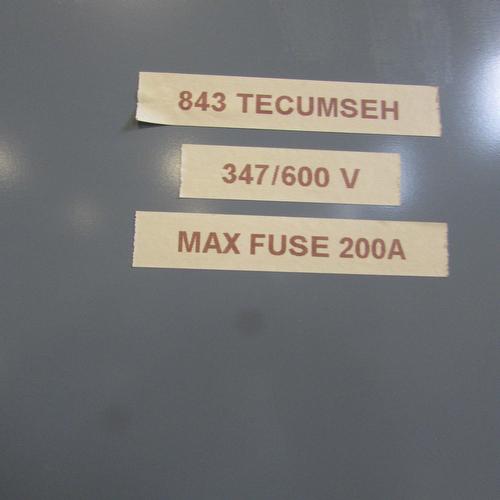 843 TECUMSEH
347/600 V
MAX FUSE 200A